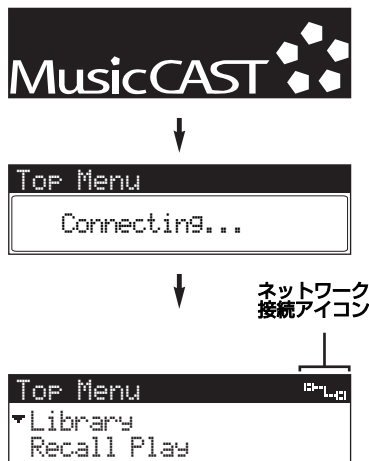 MusicCAST
Top Menu
Connecting...
ネットワーク
接続アイコン
Top Menu
Library
Recall Play